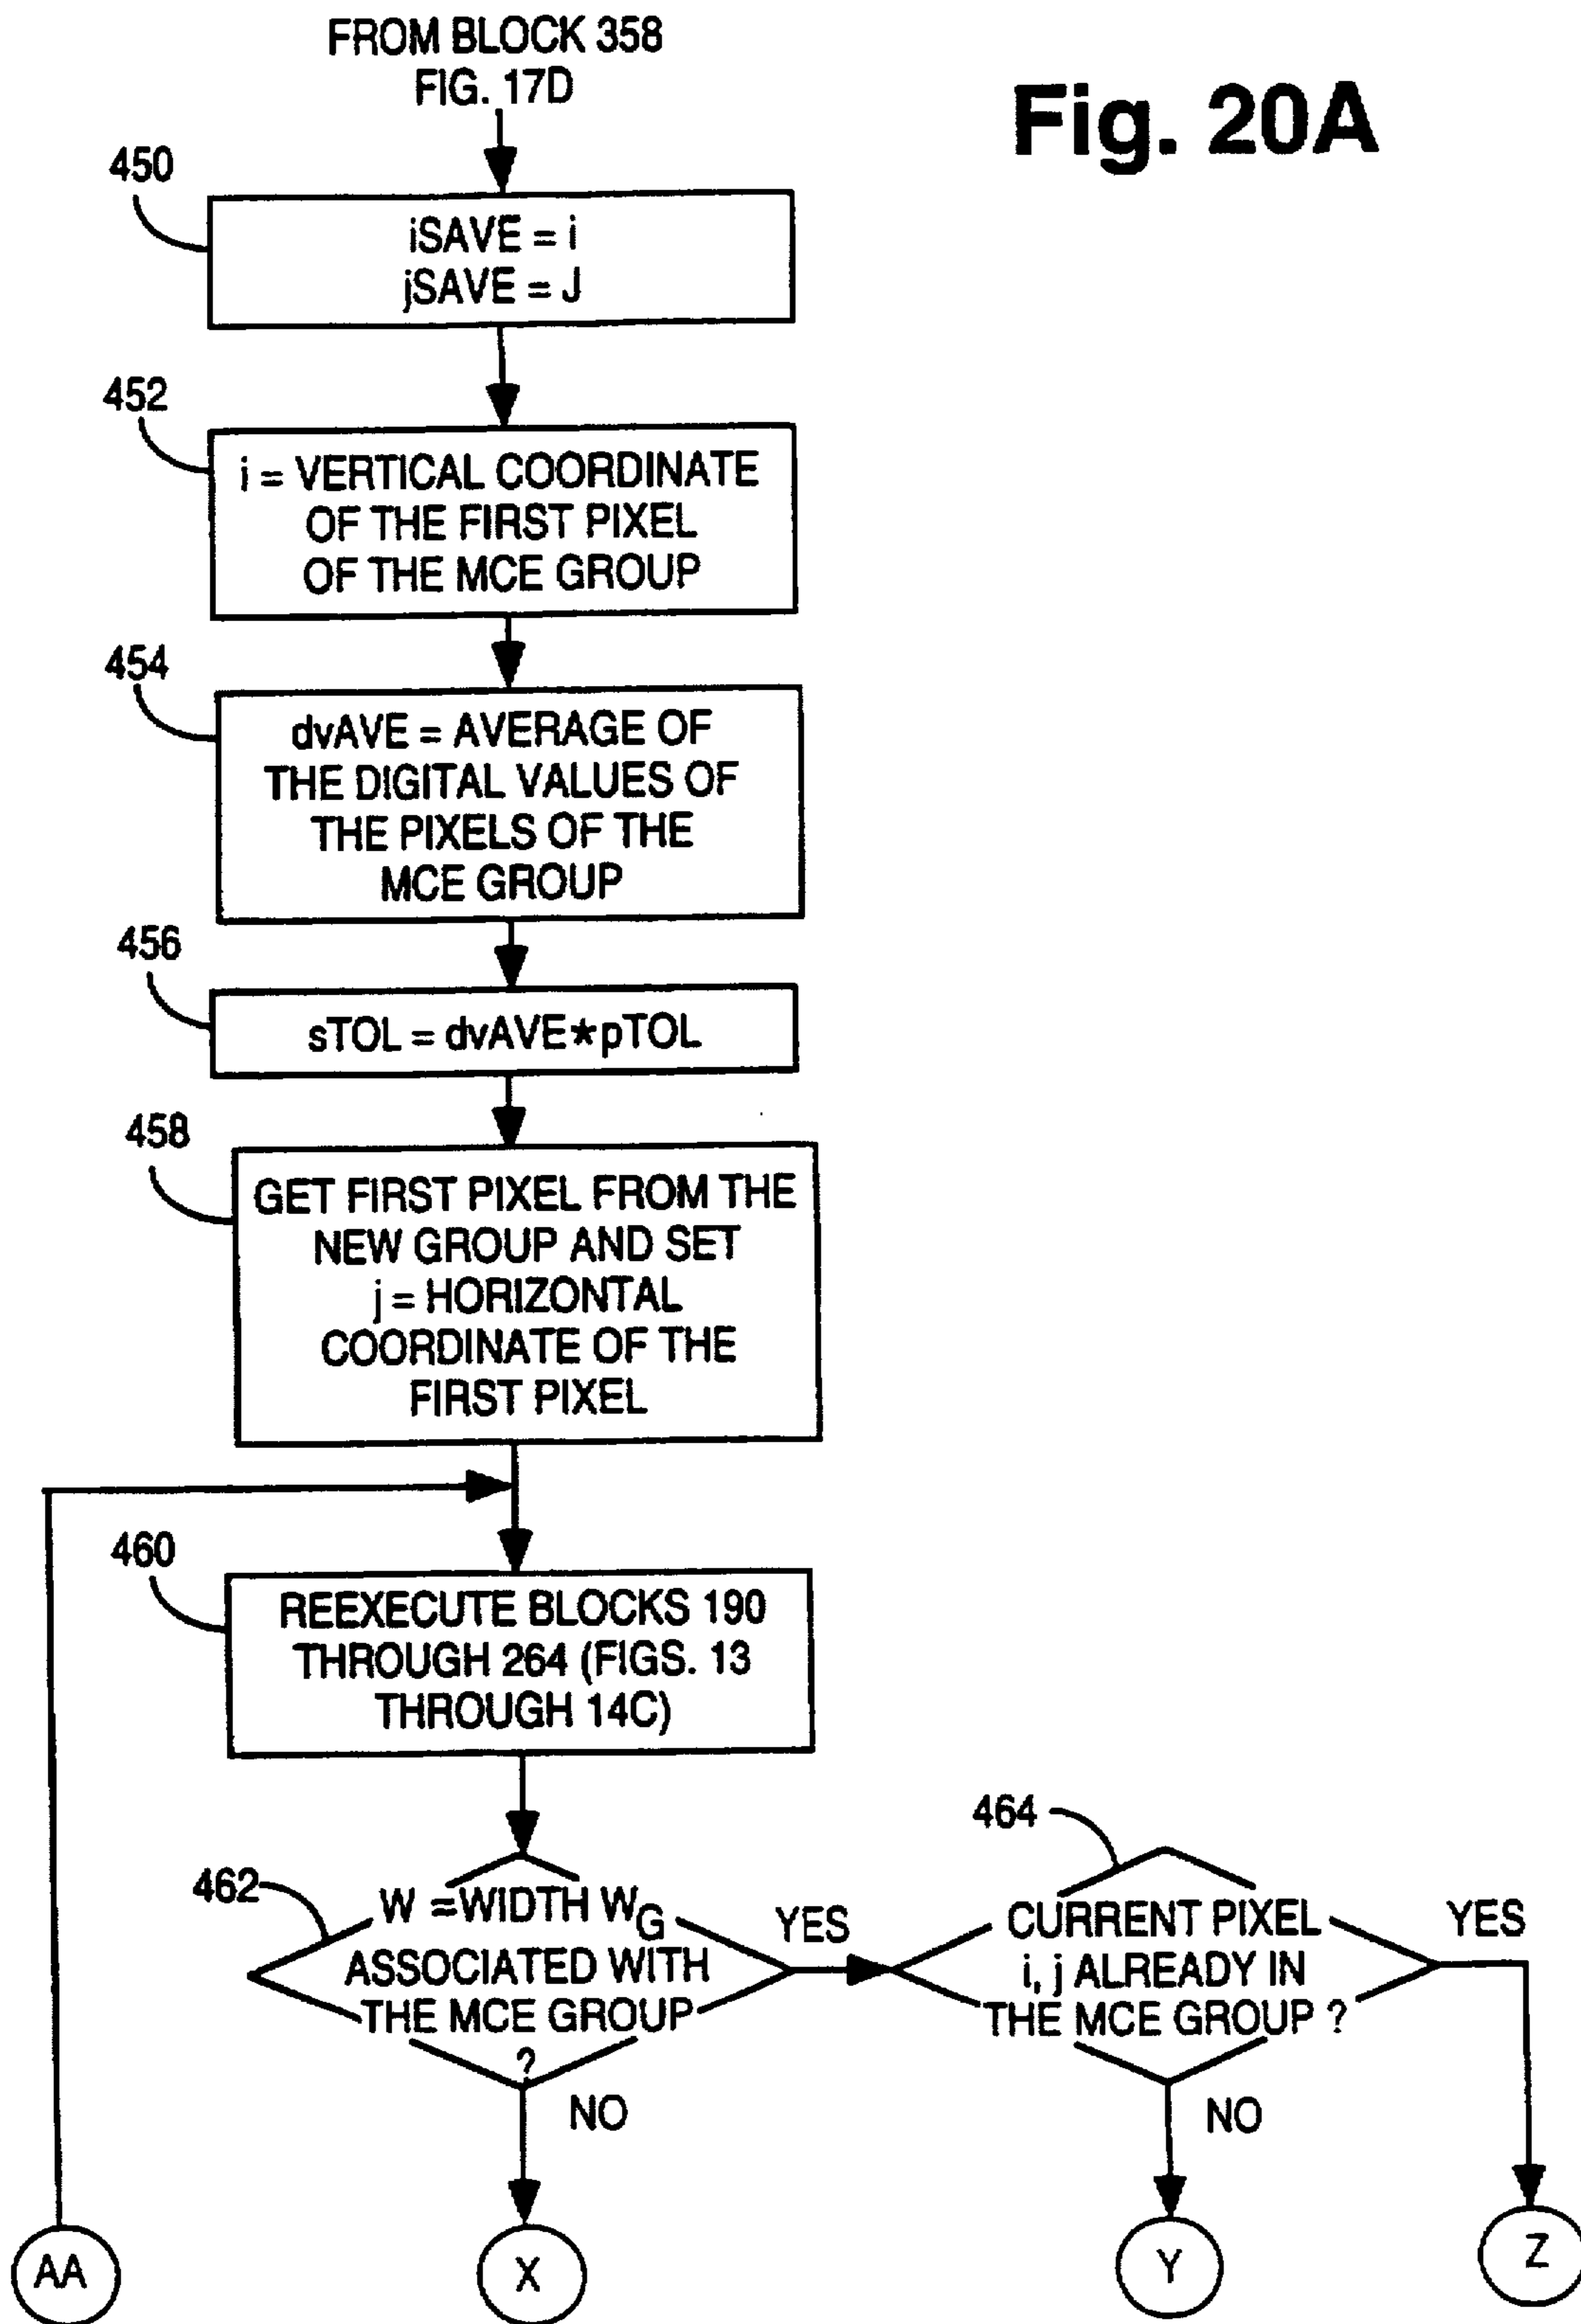 FROM BLOCK 358
FIG. 17D
Fig. 20A
450
iSAVE = i
jSAVE = J
452
i = VERTICAL COORDINATE
OF THE FIRST PIXEL
OF THE MCE GROUP
454
dvAVE = AVERAGE OF
THE DIGITAL VALUES OF
THE PIXELS OF THE
MCE GROUP
456
sTOL = dvAVE*pTOL
458
GET FIRST PIXEL FROM THE
NEW GROUP AND SET
j = HORIZONTAL
COORDINATE OF THE
FIRST PIXEL
460
REEXECUTE BLOCKS 190
THROUGH 264 (FIGS. 13
THROUGH 14C)
462
W =WIDTH WG
ASSOCIATED WITH
THE MCE GROUP
?
YES
NO
464
CURRENT PIXEL
i, j ALREADY IN
THE MCE GROUP ?
YES
NO
AA
X
Y
Z